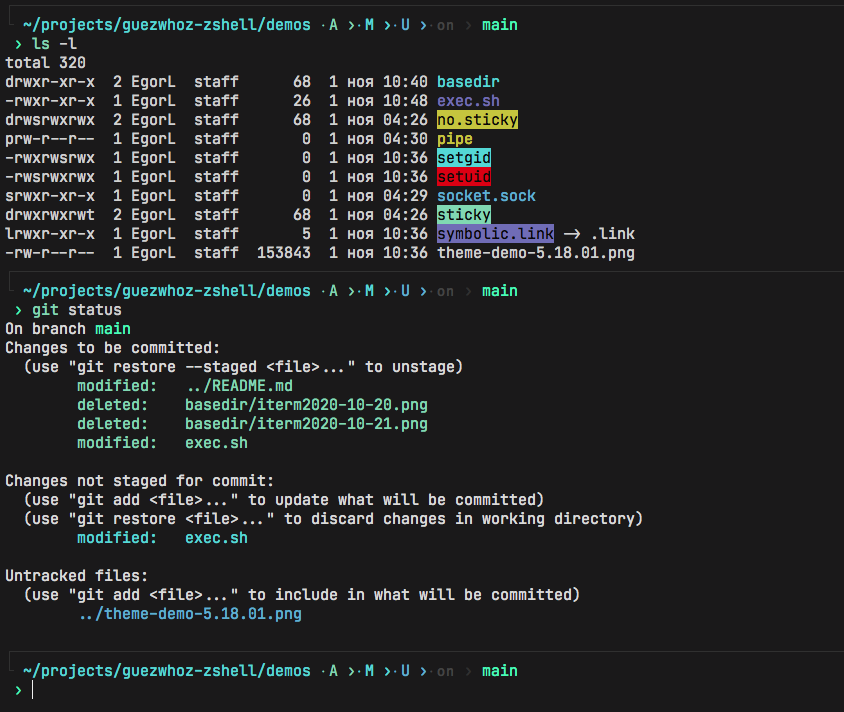 ~/projects/guezwhoz-zshell/demos ·A ›·M ›·U ›·on › main
› ls -l
total 320
drwxr-xr-x  2 EgorL  staff      68  1 ноя 10:40 basedir
-rwxr-xr-x  1 EgorL  staff      26  1 ноя 10:48 exec.sh
drwsrwxrwx  2 EgorL  staff      68  1 ноя 04:26 no.sticky
prw-r--r--  1 EgorL  staff       0  1 ноя 04:30 pipe
-rwxrwsrwx  1 EgorL  staff       0  1 ноя 10:36 setgid
-rwsrwxrwx  1 EgorL  staff       0  1 ноя 10:36 setuid
srwxr-xr-x  1 EgorL  staff       0  1 ноя 04:29 socket.sock
drwxrwxrwt  2 EgorL  staff      68  1 ноя 04:26 sticky
lrwxr-xr-x  1 EgorL  staff       5  1 ноя 10:36 symbolic.link -> .link
-rw-r--r--  1 EgorL  staff  153843  1 ноя 10:36 theme-demo-5.18.01.png
~/projects/guezwhoz-zshell/demos ·A ›·M ›·U ›·on › main
› git status
On branch main
Changes to be committed:
  (use "git restore --staged <file>..." to unstage)
        modified:   ../README.md
        deleted:    basedir/iterm2020-10-20.png
        deleted:    basedir/iterm2020-10-21.png
        modified:   exec.sh
Changes not staged for commit:
  (use "git add <file>..." to update what will be committed)
  (use "git restore <file>..." to discard changes in working directory)
        modified:   exec.sh
Untracked files:
  (use "git add <file>..." to include in what will be committed)
        ../theme-demo-5.18.01.png
~/projects/guezwhoz-zshell/demos ·A ›·M ›·U ›·on › main
›